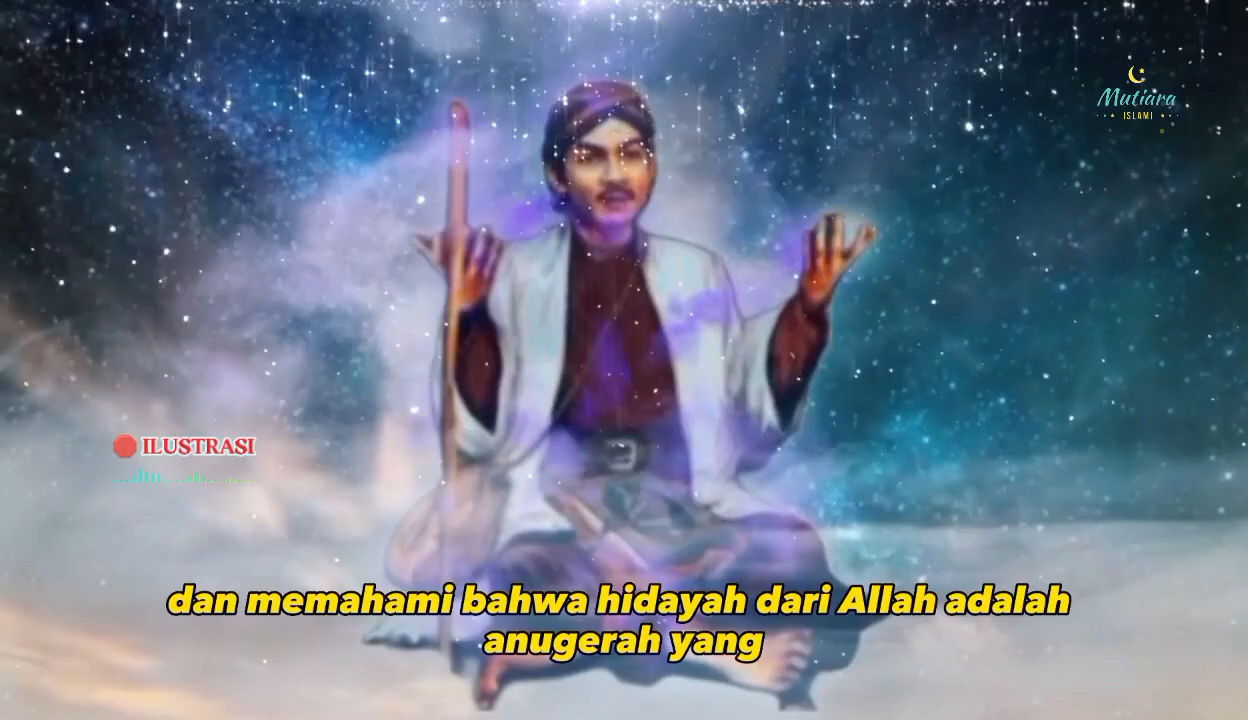 Mutiara
ISLAMI
ILUSTRASI
dan memahami bahwa hidayah dari Allah adalah
anugerah yang